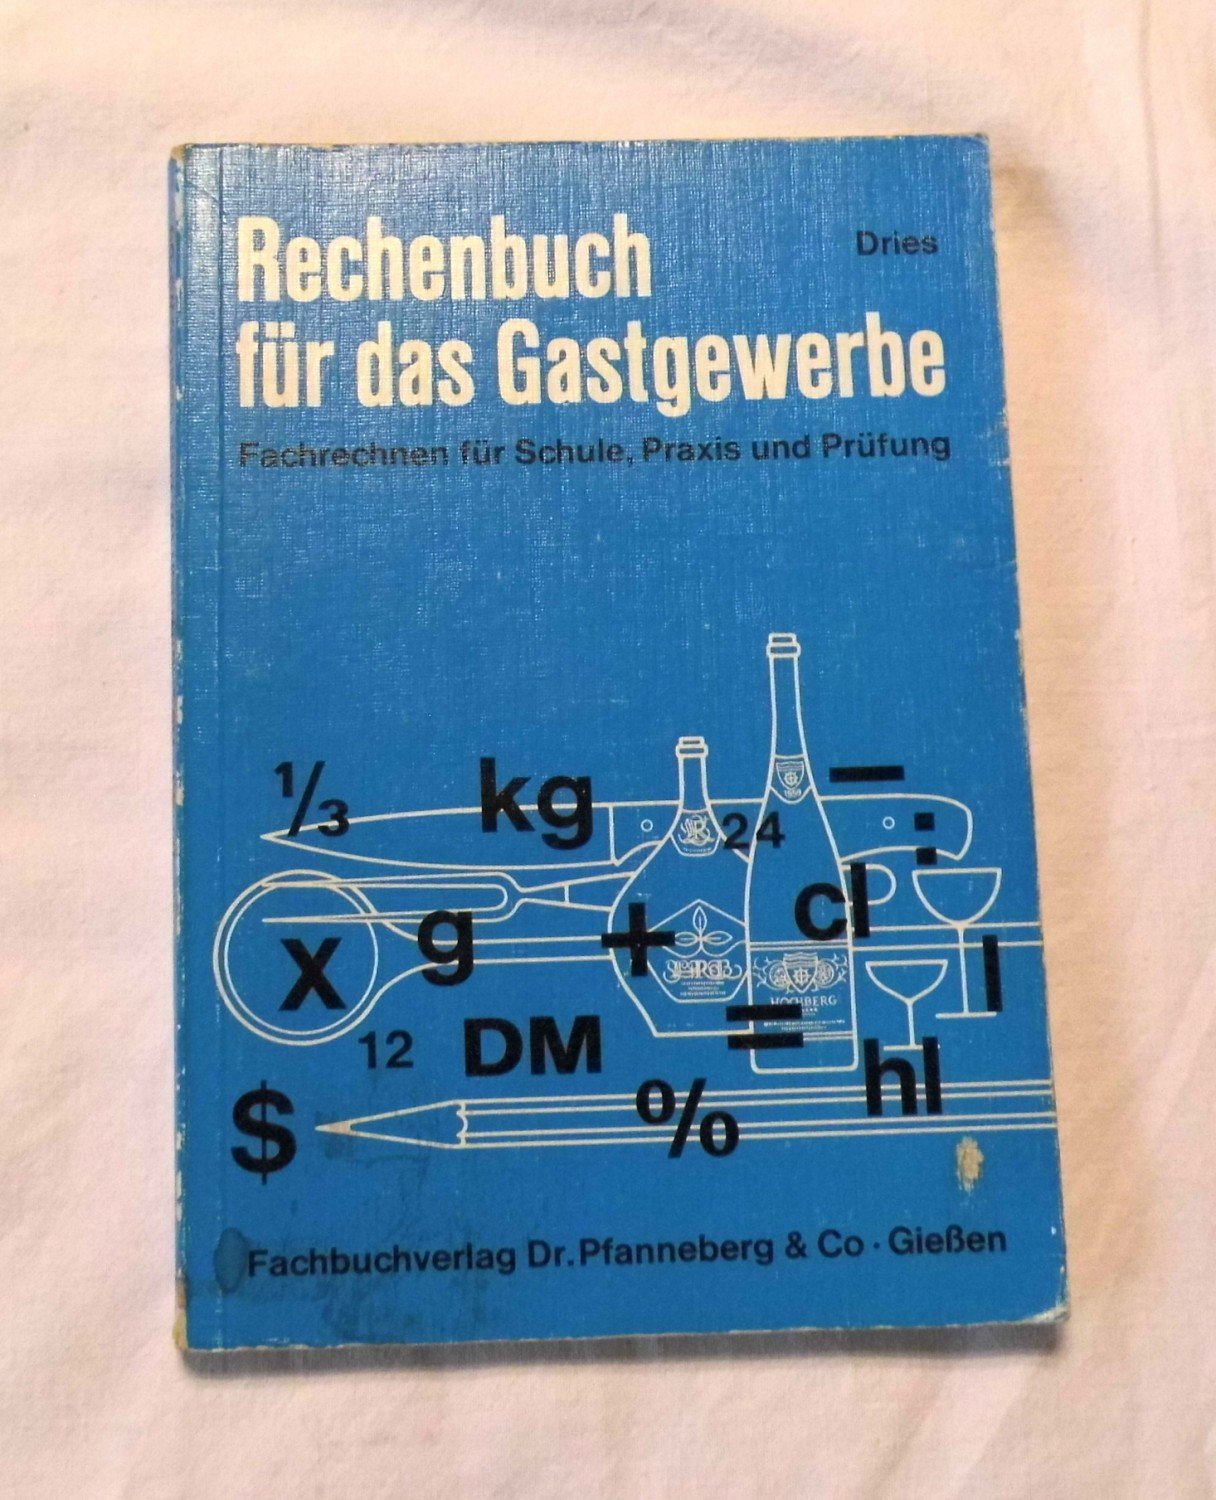 Rechenbuch
Dries
für das Gastgewerbe
Fachrechnen für Schule, Praxis und Prüfung
1/3
kg
24
–
:
cl
g
+
x
l
12
DM
=
hl
$
%
HOCHBERG
Fachbuchverlag Dr. Pfanneberg & Co · Gießen